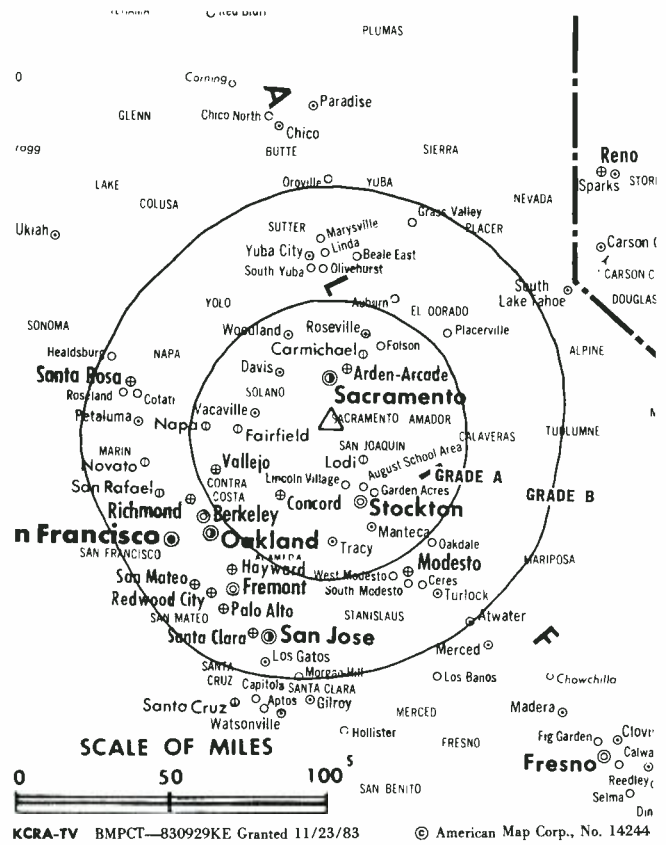 Red Bluff
PLUMAS
Corning
A
Paradise
GLENN
Chico North
Chico
BUTTE
SIERRA
Reno
Sparks
LAKE
Oroville
YUBA
COLUSA
NEVADA
Grass Valley
PLACER
Ukiah
SUTTER
Marysville
Linda
Yuba City
Beale East
South Yuba
Olivehurst
Carson
CARSON C
L
South
Lake Tahoe
DOUGLAS
YOLO
Auburn
EL DORADO
SONOMA
Woodland
Roseville
Placerville
Folson
Healdsburg
NAPA
Carmichael
ALPINE
Santa Rosa
Davis
Arden-Arcade
Roseland
Cotati
SOLANO
Sacramento
Petaluma
Vacaville
Napa
SACRAMENTO
AMADOR
Fairfield
CALAVERAS
TUOLUMNE
MARIN
SAN JOAQUIN
Novato
Vallejo
Lodi
August School Area
GRADE A
San Rafael
CONTRA
COSTA
Lincoln Village
Garden Acres
GRADE B
Richmond
Concord
Stockton
Berkeley
n Francisco
Oakland
Manteca
Oakdale
SAN FRANCISCO
ALAMEDA
Tracy
MARIPOSA
Hayward
West Modesto
Modesto
San Mateo
Fremont
South Modesto
Ceres
Redwood City
Turlock
Palo Alto
SAN MATEO
STANISLAUS
Atwater
Santa Clara
San Jose
F
Merced
Los Gatos
SANTA
CRUZ
Morgan Hill
Los Banos
Chowchilla
Capitola
SANTA CLARA
Santa Cruz
Aptos
Gilroy
MERCED
Madera
Watsonville
Hollister
FRESNO
Fig Garden
Clovi
Calwa
SCALE OF MILES
Fresno
0 50 100
Reedley
SAN BENITO
Selma
Din
KCRA-TV BMPCT—830929KE Granted 11/23/83 © American Map Corp., No. 14244